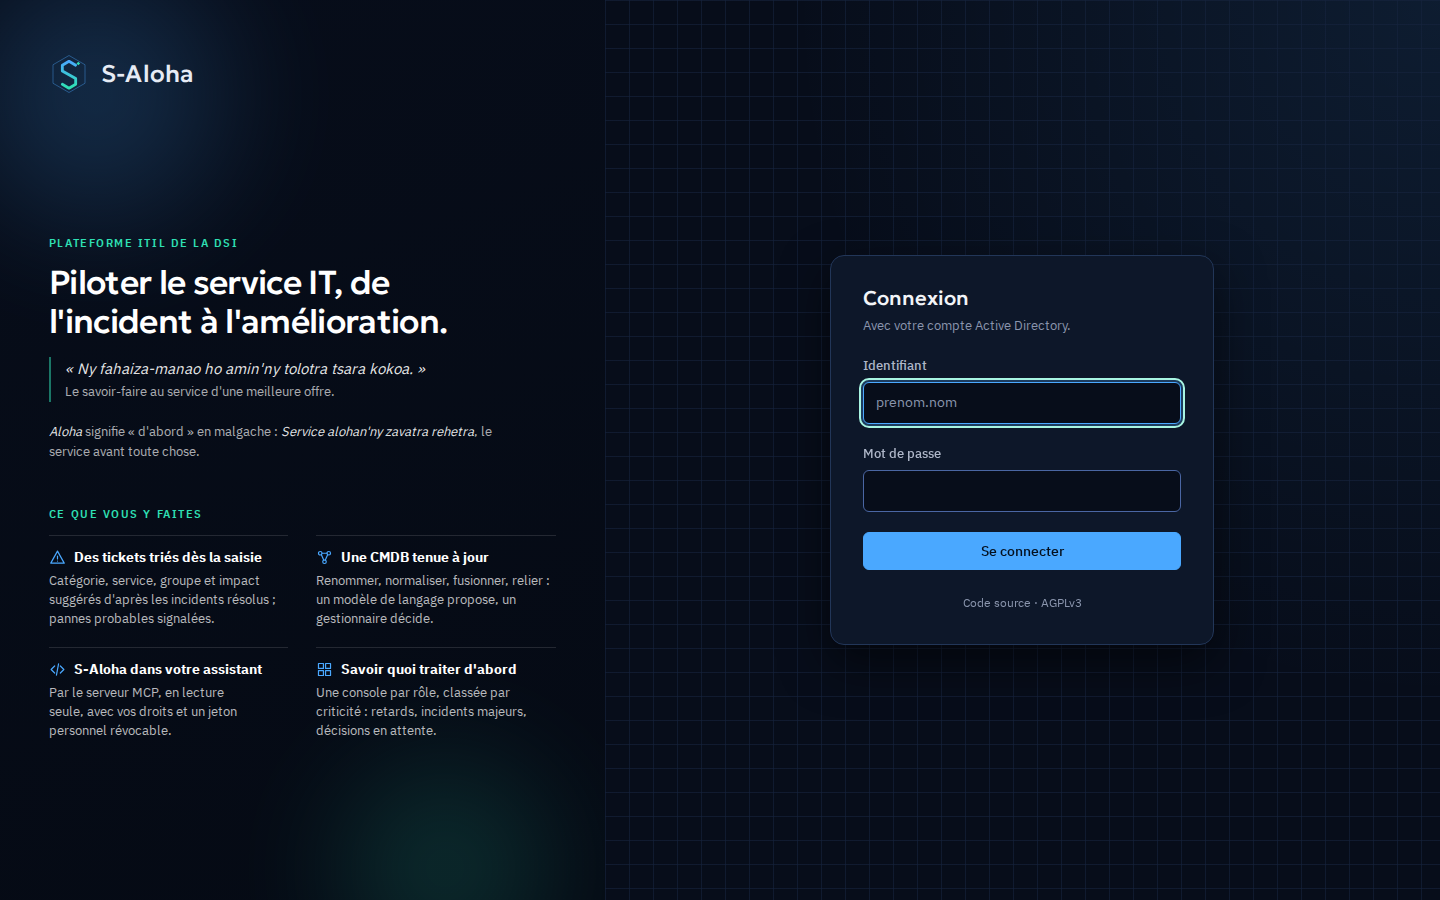 S-Aloha
PLATEFORME ITIL DE LA DSI
Piloter le service IT, de
l'incident à l'amélioration.
« Ny fahaiza-manao ho amin'ny tolotra tsara kokoa. »
Le savoir-faire au service d'une meilleure offre.
Aloha signifie « d'abord » en malgache : Service alohan'ny zavatra rehetra, le
service avant toute chose.
CE QUE VOUS Y FAITES
Des tickets triés dès la saisie
Catégorie, service, groupe et impact
suggérés d'après les incidents résolus ;
pannes probables signalées.
Une CMDB tenue à jour
Renommer, normaliser, fusionner, relier :
un modèle de langage propose, un
gestionnaire décide.
S-Aloha dans votre assistant
Par le serveur MCP, en lecture
seule, avec vos droits et un jeton
personnel révocable.
Savoir quoi traiter d'abord
Une console par rôle, classée par
criticité : retards, incidents majeurs,
décisions en attente.
Connexion
Avec votre compte Active Directory.
Identifiant
prenom.nom
Mot de passe
Se connecter
Code source · AGPLv3